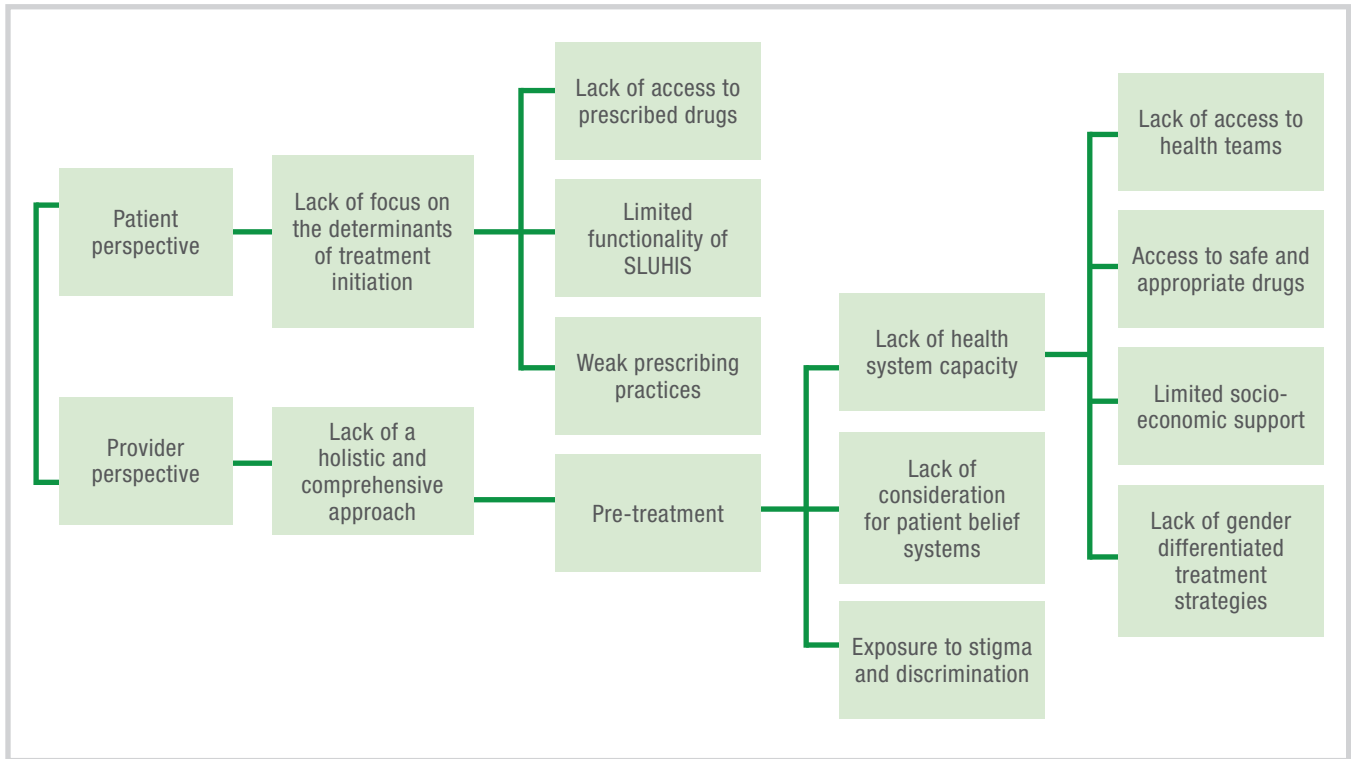 Patient
perspective
Lack of focus on
the determinants
of treatment
initiation
Lack of access to
prescribed drugs
Limited
functionality of
SLUHIS
Weak prescribing
practices
Provider
perspective
Lack of a
holistic and
comprehensive
approach
Pre-treatment
Lack of health
system capacity
Lack of
consideration
for patient belief
systems
Exposure to stigma
and discrimination
Lack of access to
health teams
Access to safe and
appropriate drugs
Limited socio-
economic support
Lack of gender
differentiated
treatment
strategies